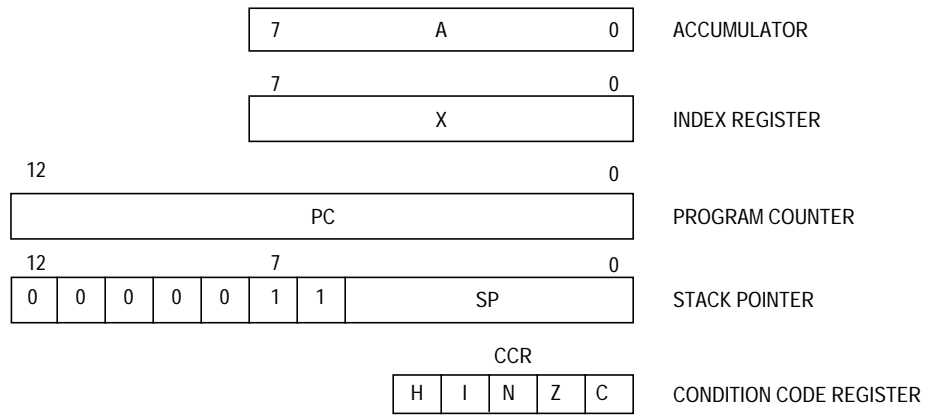 7 A 0 ACCUMULATOR
7 0
X INDEX REGISTER
12 0
PC PROGRAM COUNTER
12 7 0
0 0 0 0 0 1 1 SP STACK POINTER
CCR
H I N Z C CONDITION CODE REGISTER